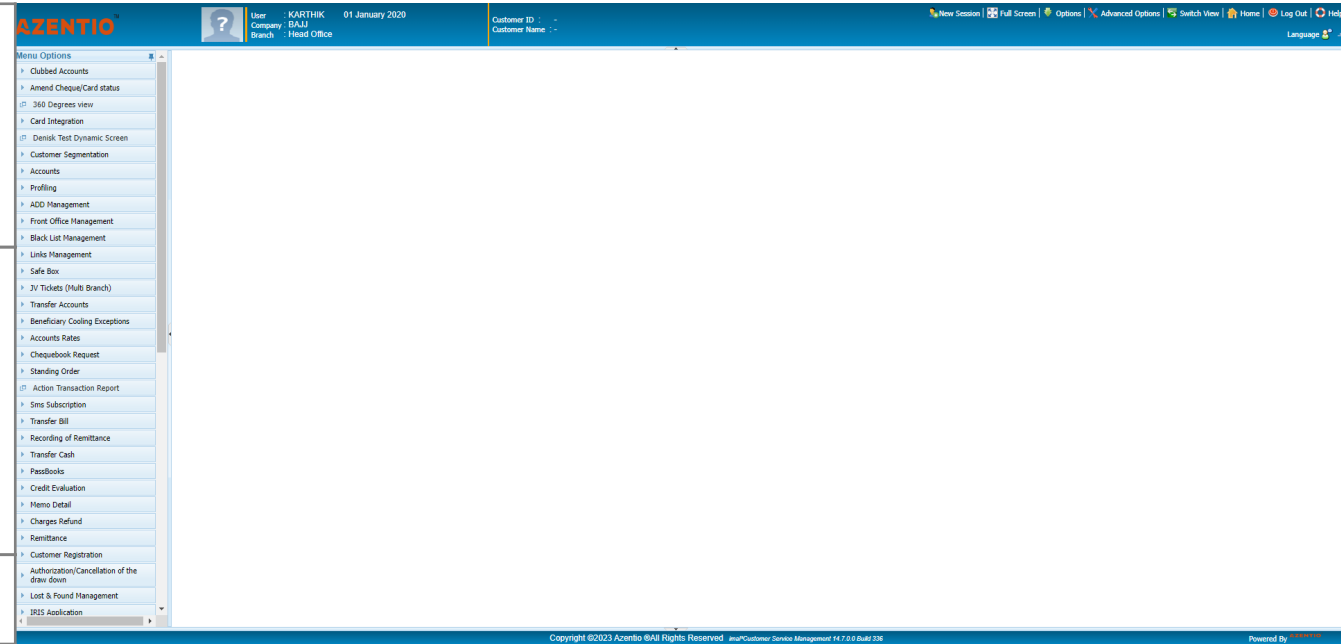 AZENTIO™
User : KARTHIK 01 January 2020
Company : BAJJ
Branch : Head Office
Customer ID : -
Customer Name : -
New Session | Full Screen | Options | Advanced Options | Switch View | Home | Log Out | Help
Language
Menu Options
Clubbed Accounts
Amend Cheque/Card status
360 Degrees view
Card Integration
Denisk Test Dynamic Screen
Customer Segmentation
Accounts
Profiling
ADD Management
Front Office Management
Black List Management
Links Management
Safe Box
JV Tickets (Multi Branch)
Transfer Accounts
Beneficiary Cooling Exceptions
Accounts Rates
Chequebook Request
Standing Order
Action Transaction Report
Sms Subscription
Transfer Bill
Recording of Remittance
Transfer Cash
PassBooks
Credit Evaluation
Memo Detail
Charges Refund
Remittance
Customer Registration
Authorization/Cancellation of the
draw down
Lost & Found Management
IRIS Application
Copyright ©2023 Azentio ®All Rights Reserved imal®Customer Service Management 14.7.0.0 Build 336
Powered By AZENTIO